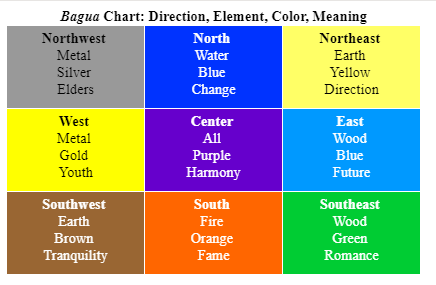 Bagua Chart: Direction, Element, Color, Meaning
Northwest
Metal
Silver
Elders
North
Water
Blue
Change
Northeast
Earth
Yellow
Direction
West
Metal
Gold
Youth
Center
All
Purple
Harmony
East
Wood
Blue
Future
Southwest
Earth
Brown
Tranquility
South
Fire
Orange
Fame
Southeast
Wood
Green
Romance